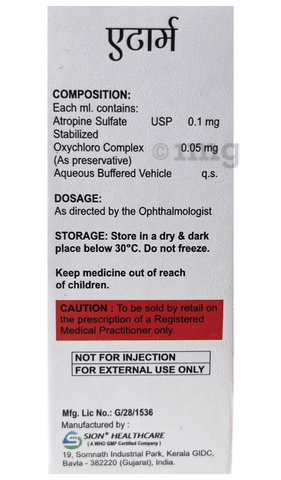 एटार्म
COMPOSITION:
Each ml. contains:
Atropine Sulfate USP 0.1 mg
Stabilized
Oxychloro Complex 0.05 mg
(As preservative)
Aqueous Buffered Vehicle q.s.
DOSAGE:
As directed by the Ophthalmologist
STORAGE: Store in a dry & dark
place below 30°C. Do not freeze.
Keep medicine out of reach
of children.
CAUTION : To be sold by retail on
the prescription of a Registered
Medical Practitioner only.
NOT FOR INJECTION
FOR EXTERNAL USE ONLY
Mfg. Lic No.: G/28/1536
Manufactured by :
SION® HEALTHCARE
( A WHO GMP Certified Company )
19, Somnath Industrial Park, Kerala GIDC,
Bavla - 382220 (Gujarat), India.